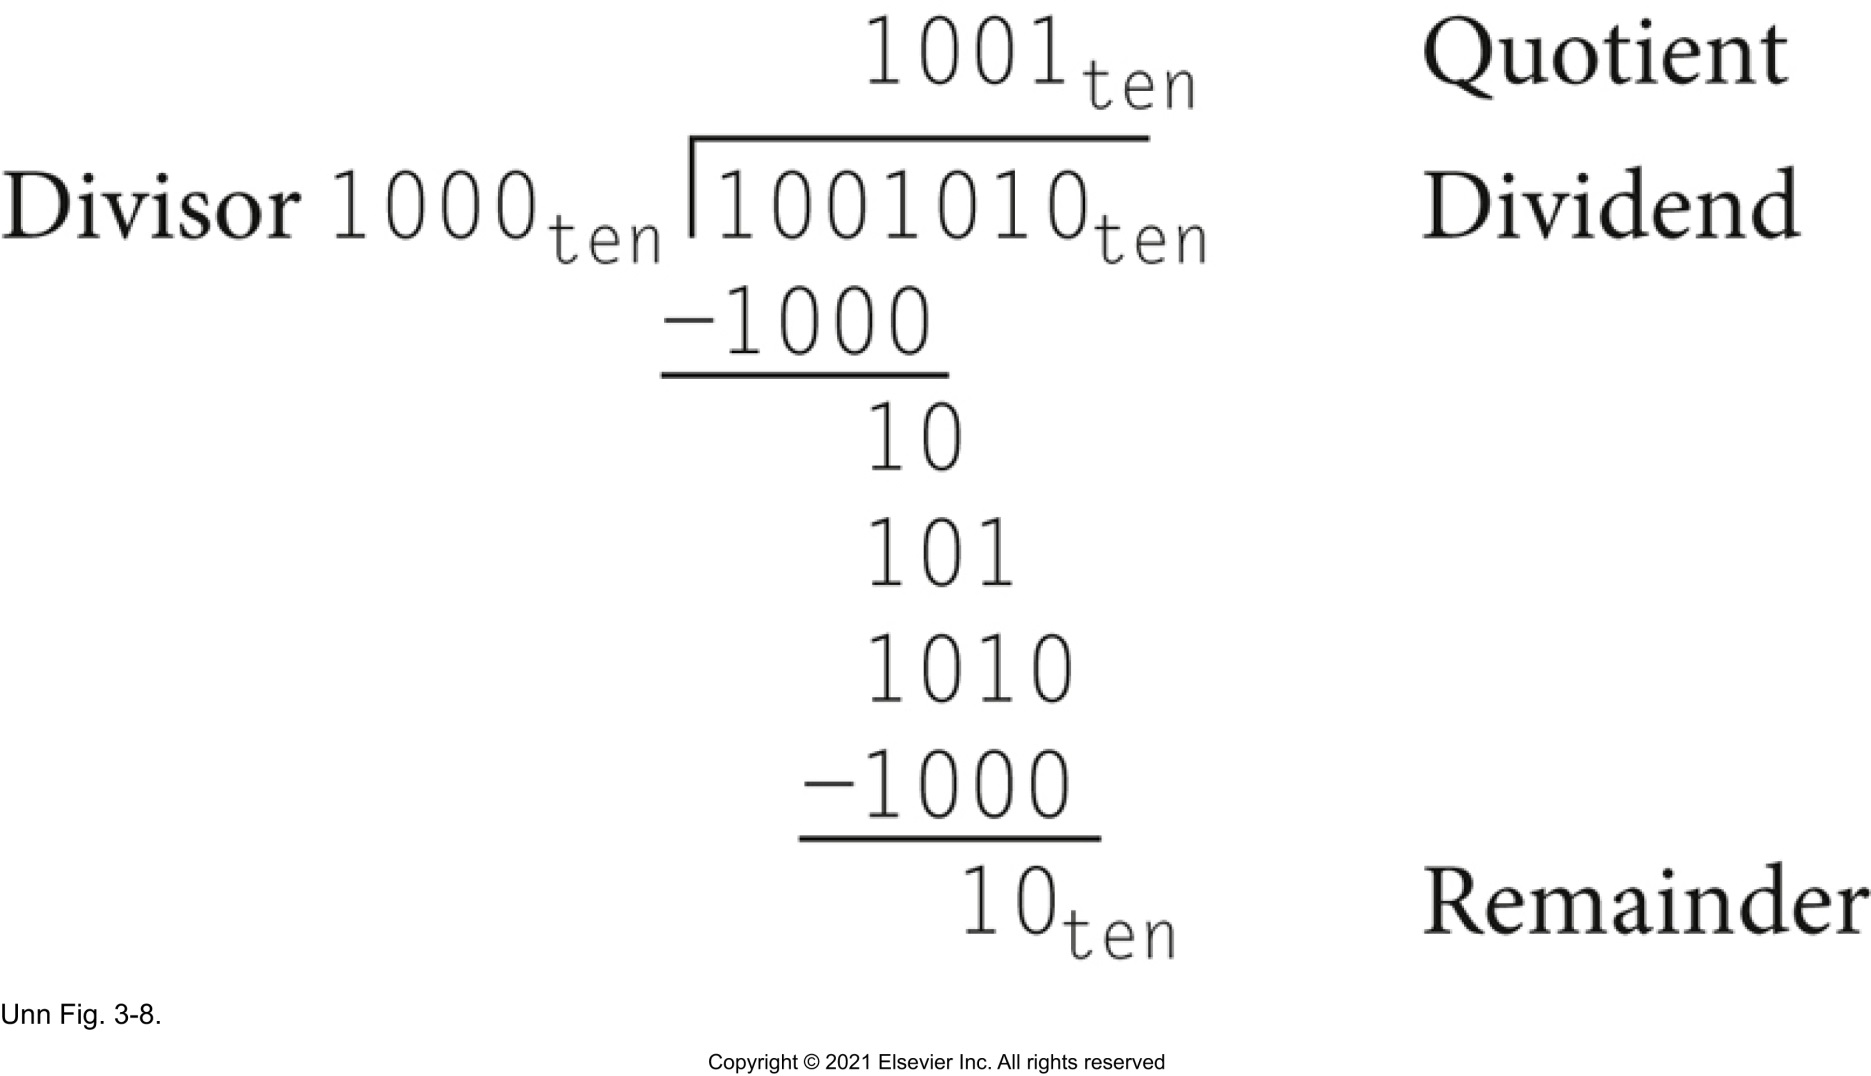 1001ten Quotient
Divisor 1000ten 1001010ten Dividend
−1000
10
101
1010
−1000
10ten Remainder
Unn Fig. 3-8.
Copyright © 2021 Elsevier Inc. All rights reserved